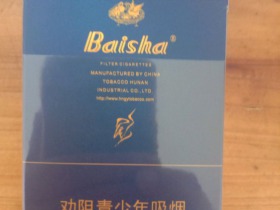 Baisha®
FILTER CIGARETTES
MANUFACTURED BY CHINA
TOBACCO HUNAN
INDUSTRIAL CO., LTD.
劝阻青少年吸烟